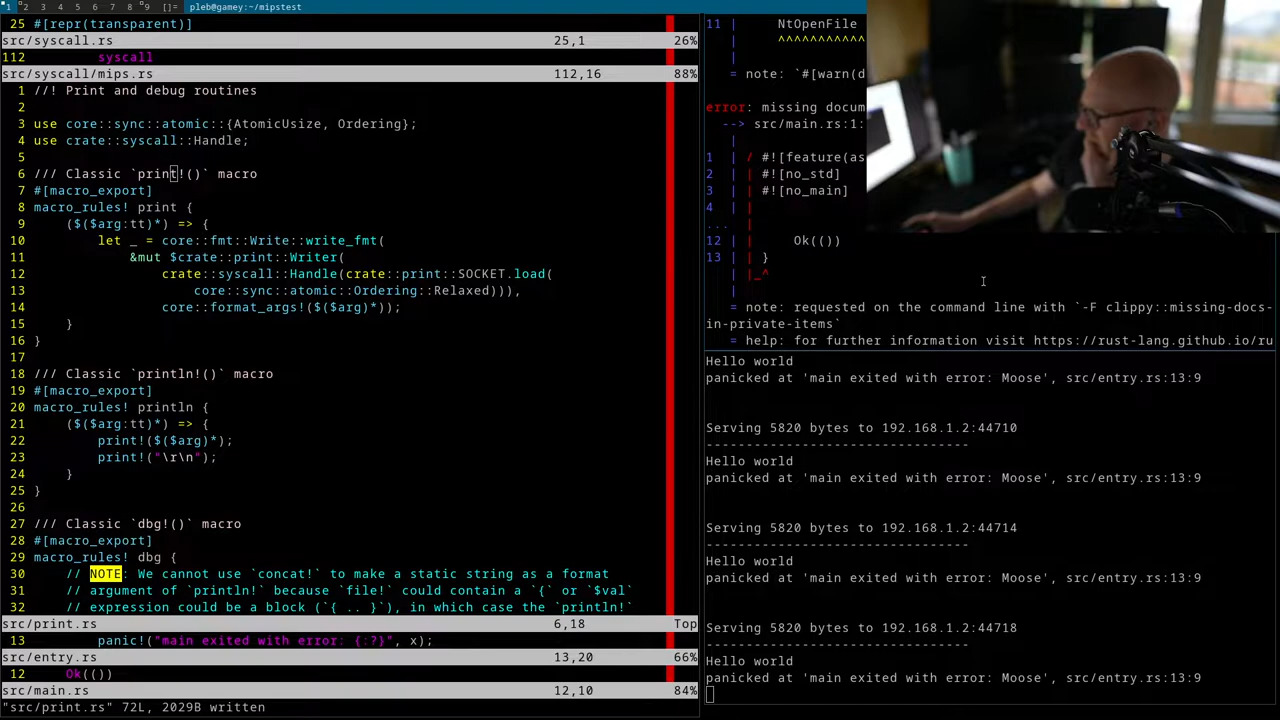 1 2 3 4 5 6 7 8 9 []= pleb@gamey:~/mipstest
25 #[repr(transparent)]
src/syscall.rs 25,1 26%
112         syscall
src/syscall/mips.rs 112,16 88%
1 //! Print and debug routines
2
3 use core::sync::atomic::{AtomicUsize, Ordering};
4 use crate::syscall::Handle;
5
6 /// Classic `print!()` macro
7 #[macro_export]
8 macro_rules! print {
9     ($($arg:tt)*) => {
10         let _ = core::fmt::Write::write_fmt(
11             &mut $crate::print::Writer(
12                 crate::syscall::Handle(crate::print::SOCKET.load(
13                     core::sync::atomic::Ordering::Relaxed))),
14                 core::format_args!($($arg)*));
15     }
16 }
17
18 /// Classic `println!()` macro
19 #[macro_export]
20 macro_rules! println {
21     ($($arg:tt)*) => {
22         print!($($arg)*);
23         print!("\r\n");
24     }
25 }
26
27 /// Classic `dbg!()` macro
28 #[macro_export]
29 macro_rules! dbg {
30     // NOTE: We cannot use `concat!` to make a static string as a format
31     // argument of `println!` because `file!` could contain a `{` or `$val`
32     // expression could be a block (`{ .. }`), in which case the `println!`
src/print.rs 6,18 Top
13         panic!("main exited with error: {:?}", x);
src/entry.rs 13,20 66%
12     Ok(())
src/main.rs 12,10 84%
"src/print.rs" 72L, 2029B written
11 |     NtOpenFile
   |     ^^^^^^^^^^^
   |
   = note: `#[warn(d
error: missing docum
  --> src/main.rs:1:
   |
1  | / #![feature(as
2  | | #![no_std]
3  | | #![no_main]
4  | |
... |
12 | |     Ok(())
13 | | }
   | |_^
   |
   = note: requested on the command line with `-F clippy::missing-docs-
in-private-items`
   = help: for further information visit https://rust-lang.github.io/ru
Hello world
panicked at 'main exited with error: Moose', src/entry.rs:13:9
Serving 5820 bytes to 192.168.1.2:44710
---------------------------------
Hello world
panicked at 'main exited with error: Moose', src/entry.rs:13:9
Serving 5820 bytes to 192.168.1.2:44714
---------------------------------
Hello world
panicked at 'main exited with error: Moose', src/entry.rs:13:9
Serving 5820 bytes to 192.168.1.2:44718
---------------------------------
Hello world
panicked at 'main exited with error: Moose', src/entry.rs:13:9